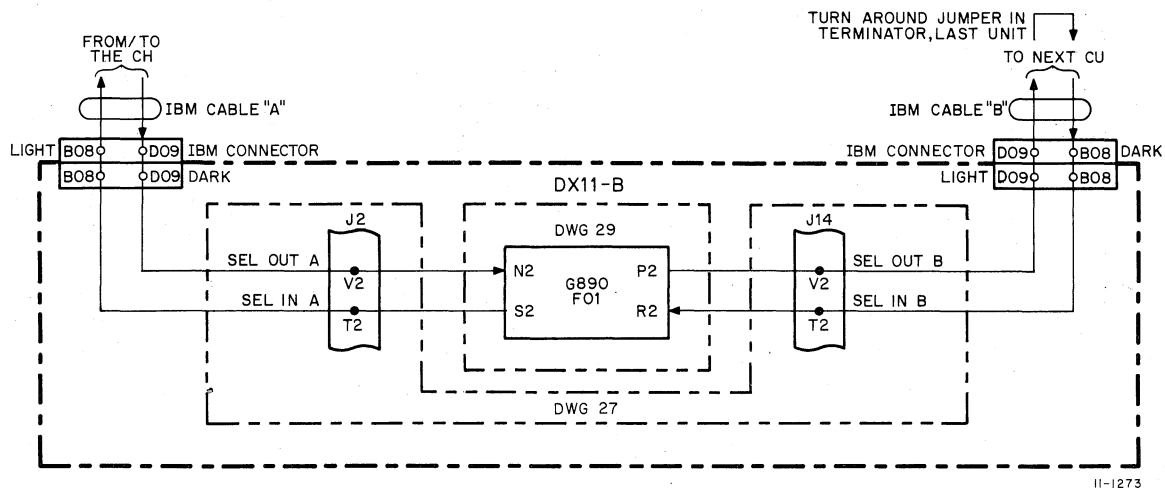 TURN AROUND JUMPER IN
TERMINATOR, LAST UNIT
FROM/TO
THE CH
TO NEXT CU
IBM CABLE "A"
IBM CABLE "B"
LIGHT B08 D09 IBM CONNECTOR
B08 D09 DARK
IBM CONNECTOR D09 B08 DARK
LIGHT D09 B08
DX11-B
J2
DWG 29
J14
SEL OUT A
V2
N2
G890
F01
P2
V2
SEL OUT B
SEL IN A
T2
S2
R2
T2
SEL IN B
DWG 27
11-1273